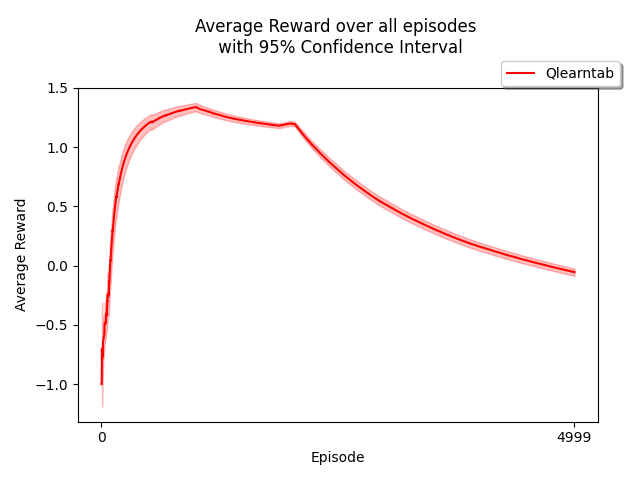 Average Reward over all episodes
with 95% Confidence Interval
Qlearntab
1.5
1.0
0.5
0.0
−0.5
−1.0
Average Reward
0
4999
Episode